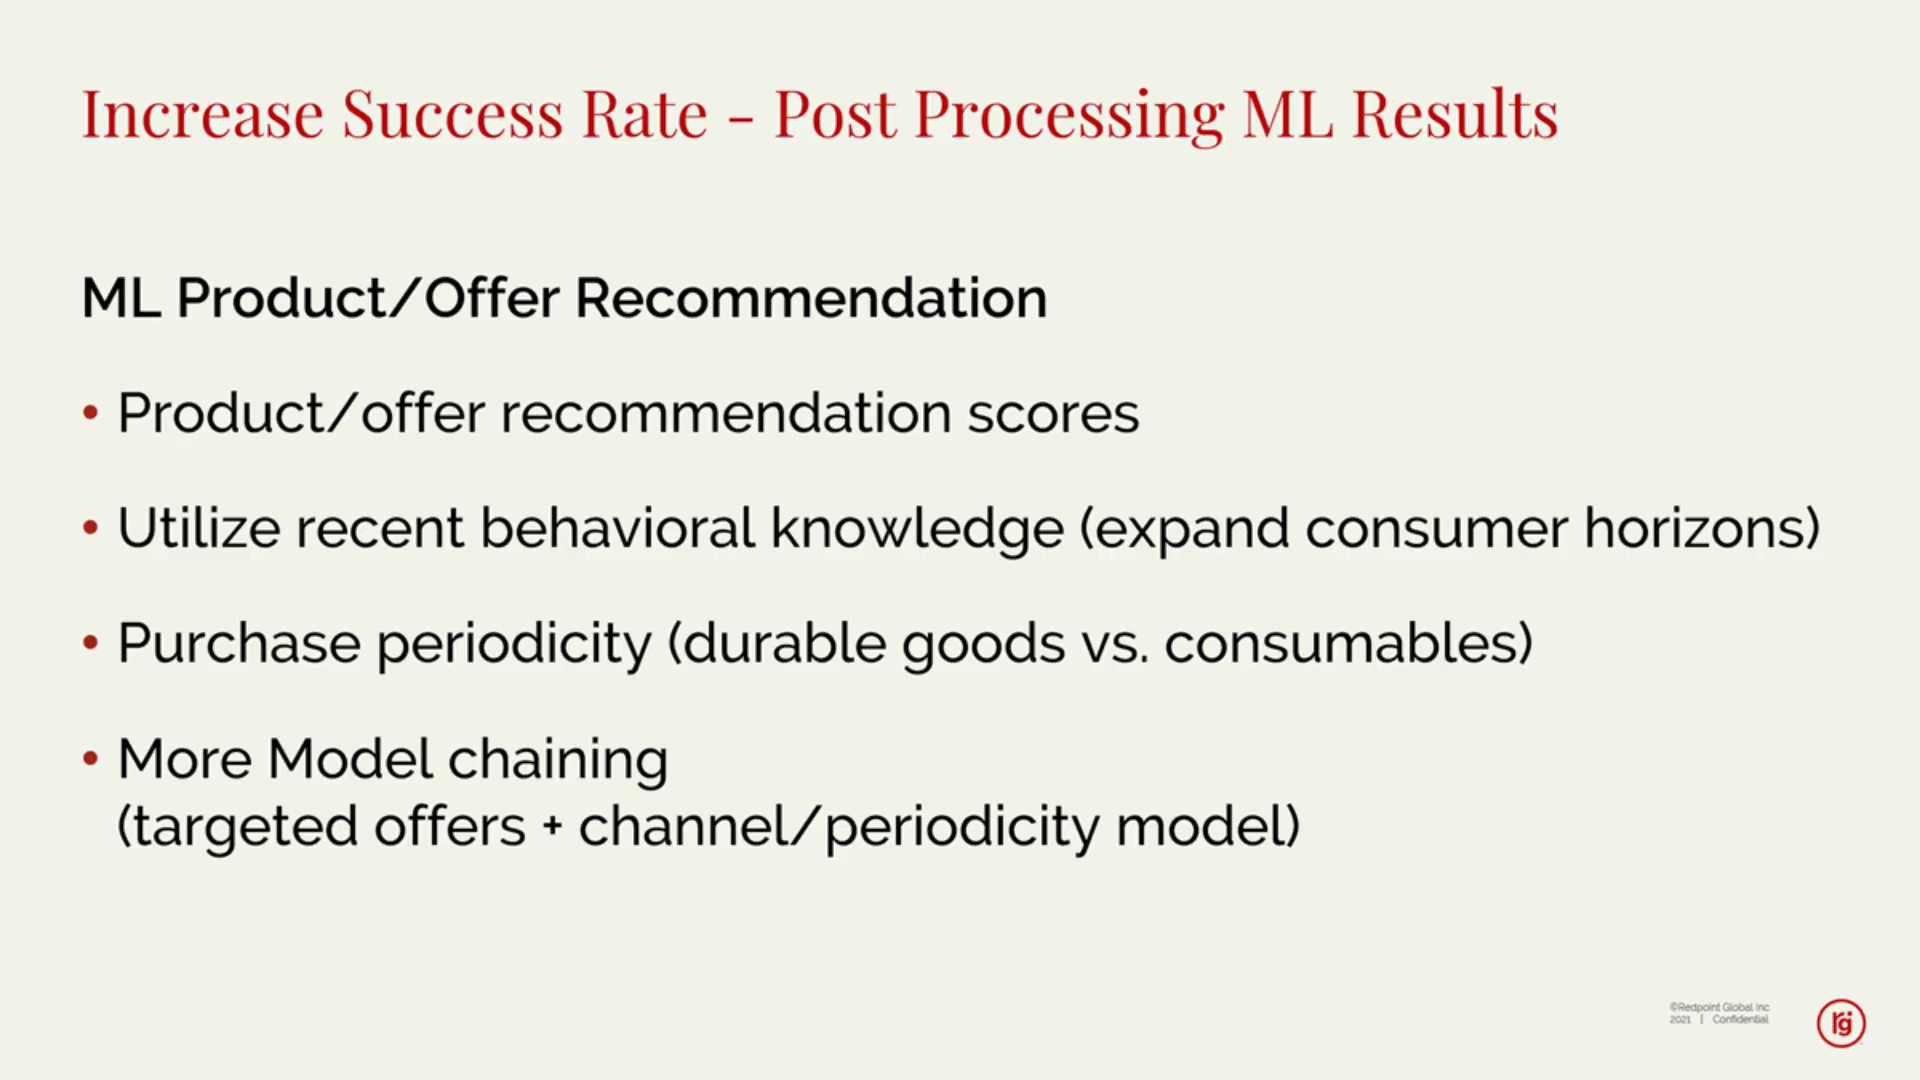 Increase Success Rate - Post Processing ML Results
ML Product/Offer Recommendation
• Product/offer recommendation scores
• Utilize recent behavioral knowledge (expand consumer horizons)
• Purchase periodicity (durable goods vs. consumables)
• More Model chaining
(targeted offers + channel/periodicity model)
©Redpoint Global Inc.
2021 | Confidential
rg